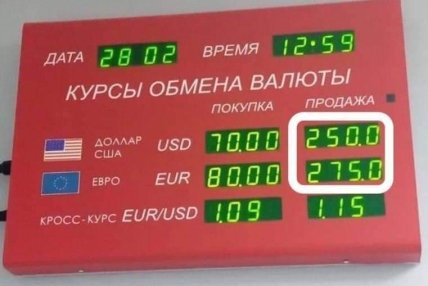 ДАТА 28 02 ВРЕМЯ 12:59
КУРСЫ ОБМЕНА ВАЛЮТЫ
ПОКУПКА ПРОДАЖА
ДОЛЛАР США USD 70.00 250.0
ЕВРО EUR 80.00 275.0
КРОСС-КУРС EUR/USD 1.09 1.15